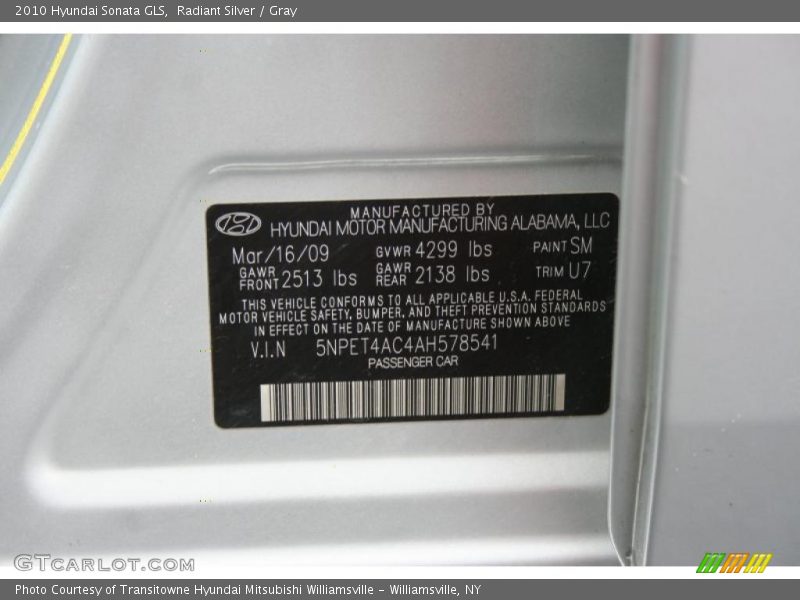 2010 Hyundai Sonata GLS, Radiant Silver / Gray
MANUFACTURED BY
HYUNDAI MOTOR MANUFACTURING ALABAMA, LLC
Mar/16/09 GVWR 4299 lbs PAINT SM
GAWR FRONT 2513 lbs GAWR REAR 2138 lbs TRIM U7
THIS VEHICLE CONFORMS TO ALL APPLICABLE U.S.A. FEDERAL
MOTOR VEHICLE SAFETY, BUMPER, AND THEFT PREVENTION STANDARDS
IN EFFECT ON THE DATE OF MANUFACTURE SHOWN ABOVE
V.I.N 5NPET4AC4AH578541
PASSENGER CAR
GTCARLOT.COM
Photo Courtesy of Transitowne Hyundai Mitsubishi Williamsville - Williamsville, NY